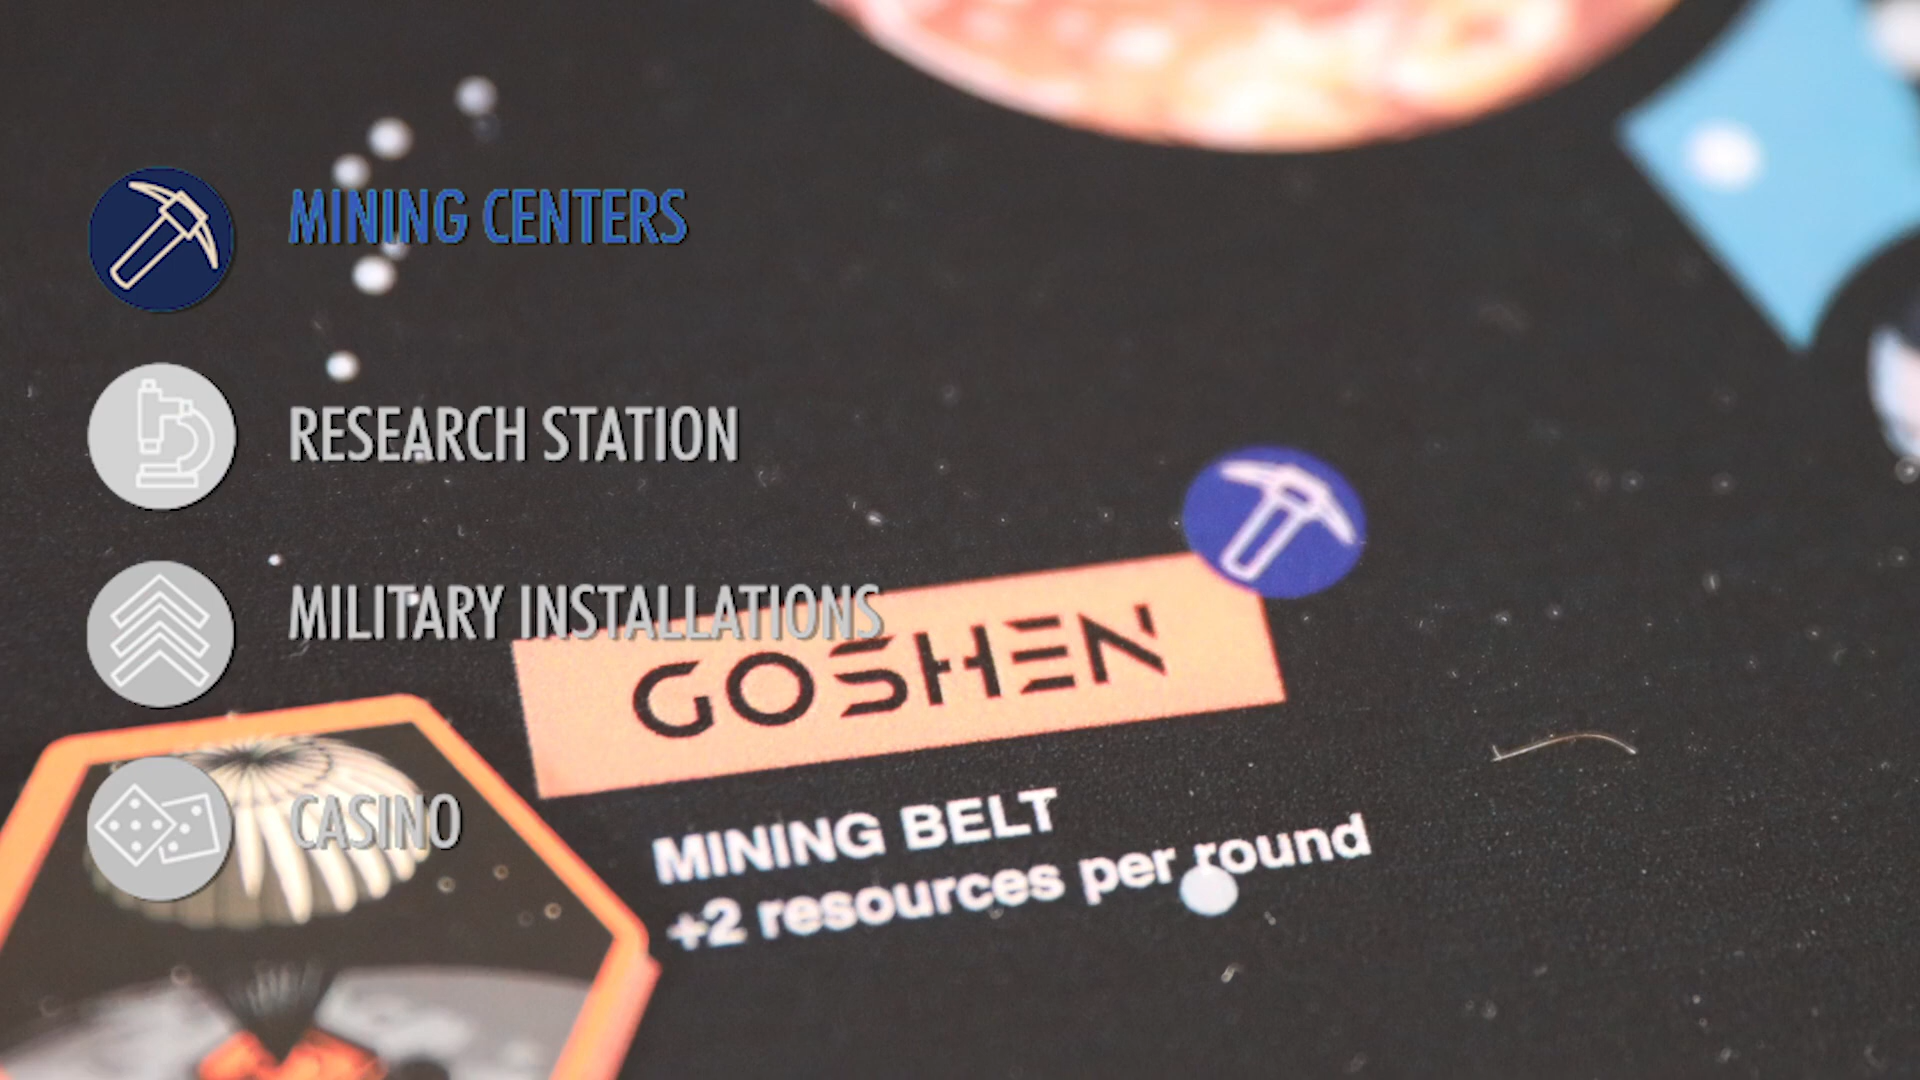 MINING CENTERS
RESEARCH STATION
MILITARY INSTALLATIONS
CASINO
GOSHEN
MINING BELT
+2 resources per round